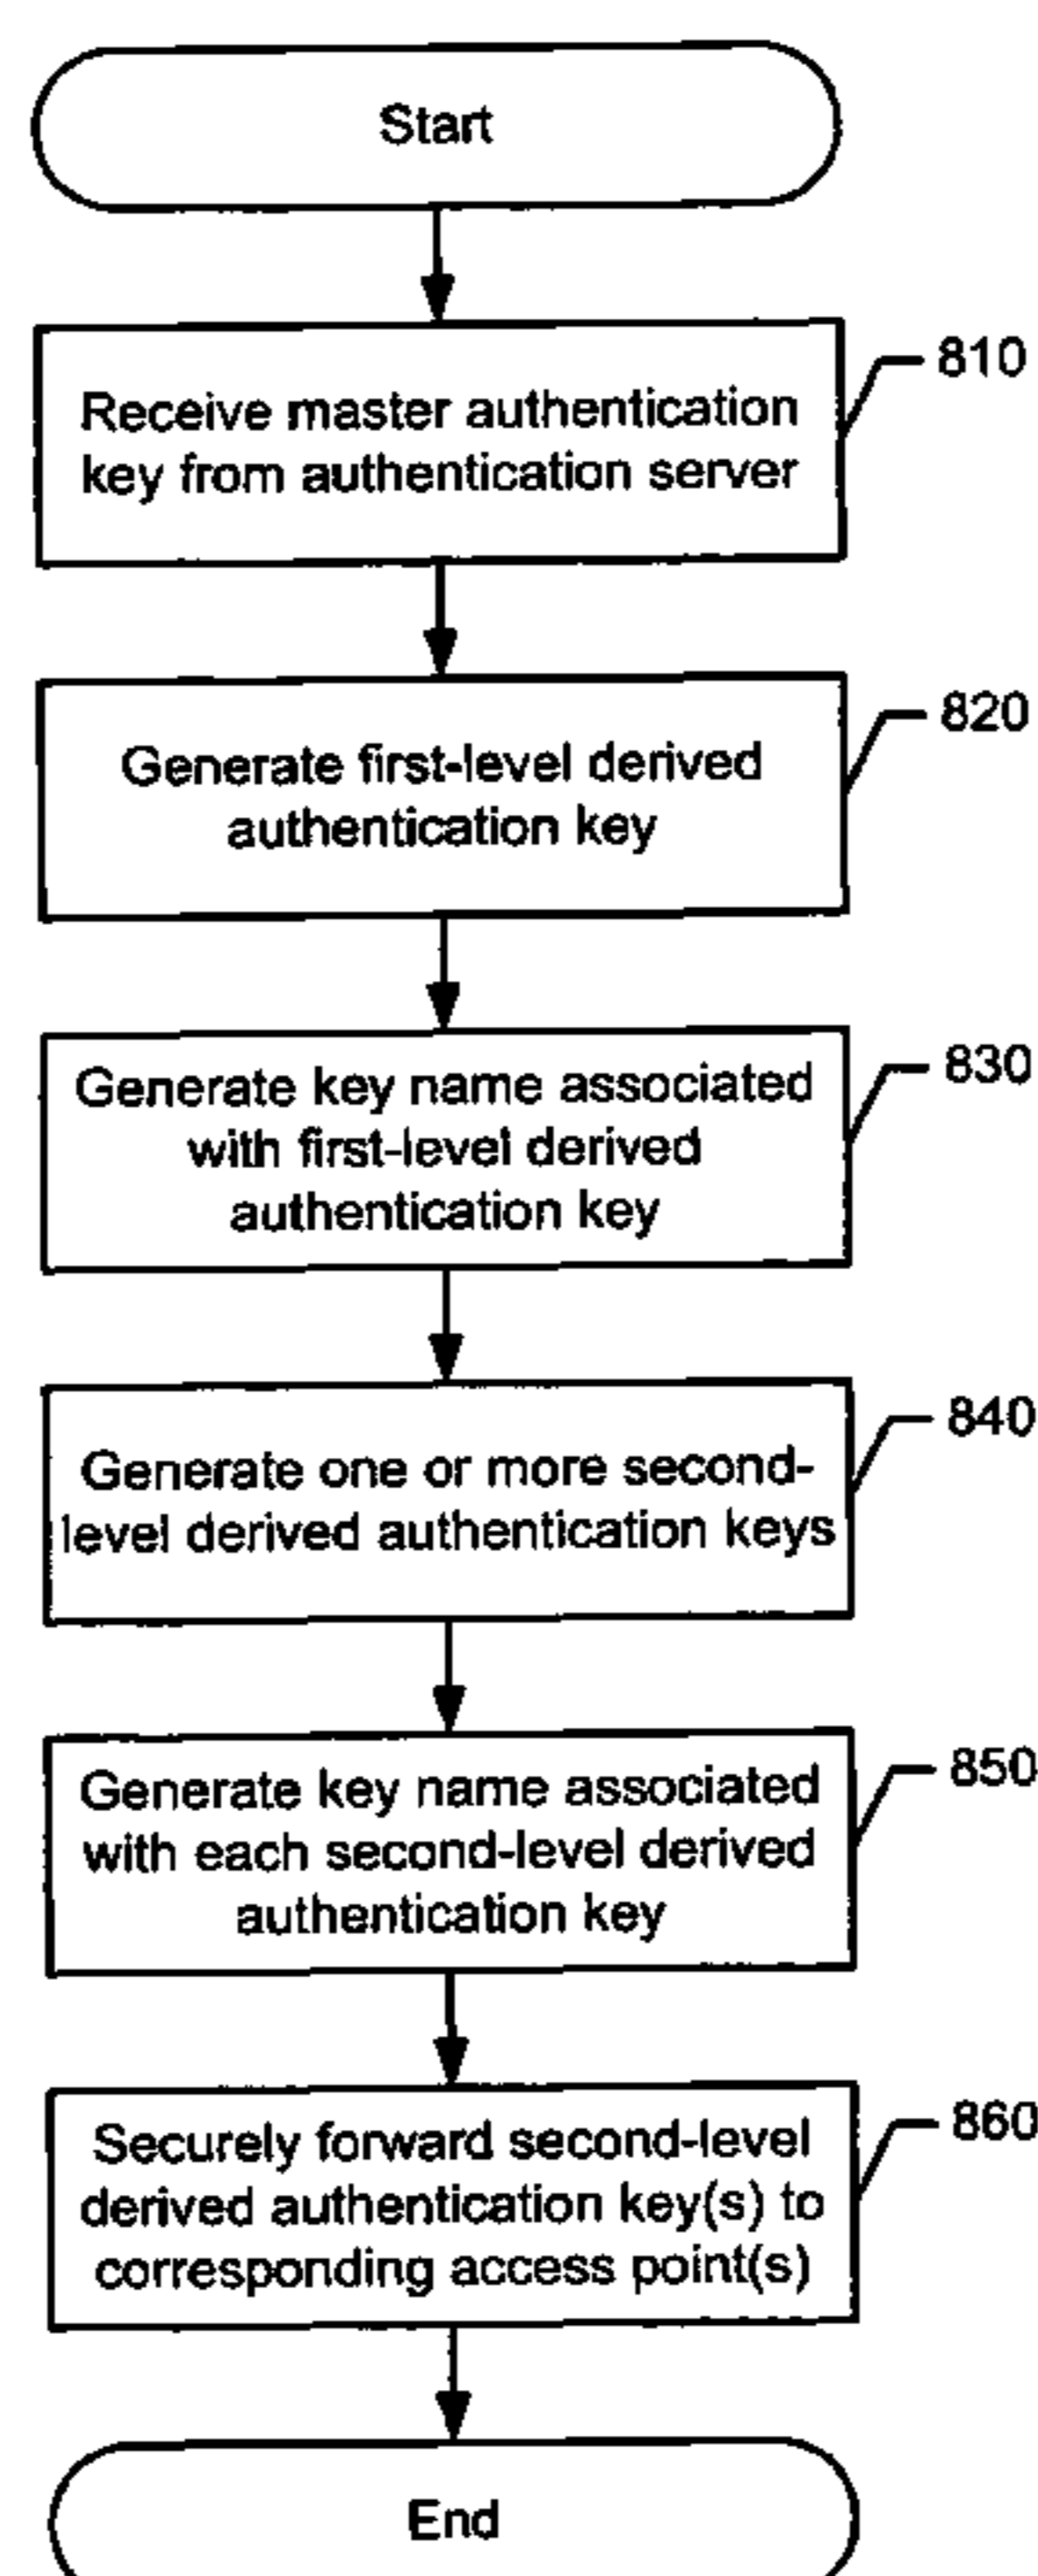 Start
810
Receive master authentication
key from authentication server
820
Generate first-level derived
authentication key
830
Generate key name associated
with first-level derived
authentication key
840
Generate one or more second-
level derived authentication keys
850
Generate key name associated
with each second-level derived
authentication key
860
Securely forward second-level
derived authentication key(s) to
corresponding access point(s)
End